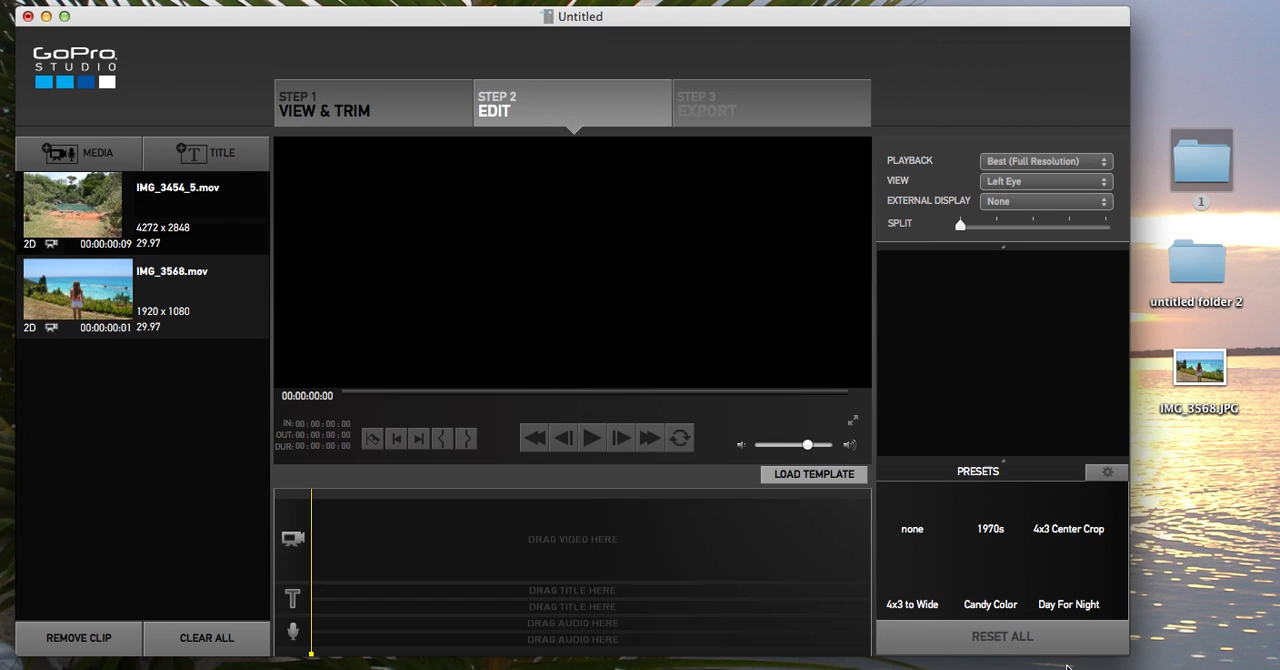 Untitled
GoPro
STUDIO
STEP 1
VIEW & TRIM
STEP 2
EDIT
STEP 3
EXPORT
MEDIA
TITLE
IMG_3454_5.mov
4272 x 2848
2D 00:00:00:09 29.97
IMG_3568.mov
1920 x 1080
2D 00:00:00:01 29.97
REMOVE CLIP
CLEAR ALL
00:00:00:00
IN: 00 : 00 : 00 : 00
OUT: 00 : 00 : 00 : 00
DUR: 00 : 00 : 00 : 00
LOAD TEMPLATE
DRAG VIDEO HERE
T
DRAG TITLE HERE
DRAG TITLE HERE
DRAG AUDIO HERE
DRAG AUDIO HERE
PLAYBACK Best (Full Resolution)
VIEW Left Eye
EXTERNAL DISPLAY None
SPLIT
PRESETS
none 1970s 4x3 Center Crop
4x3 to Wide Candy Color Day For Night
RESET ALL
1
untitled folder 2
IMG_3568.JPG